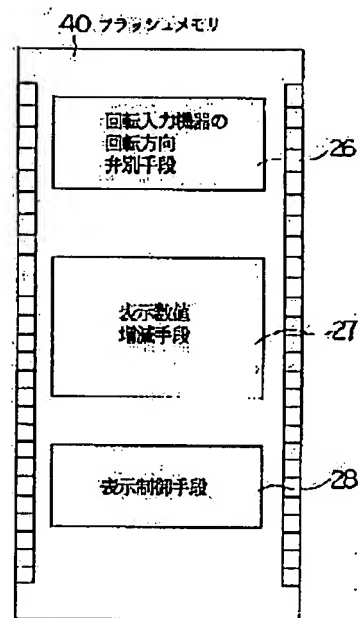 40 フラッシュメモリ
回転入力機器の
回転方向
弁別手段
26
表示数値
増減手段
27
表示制御手段
28